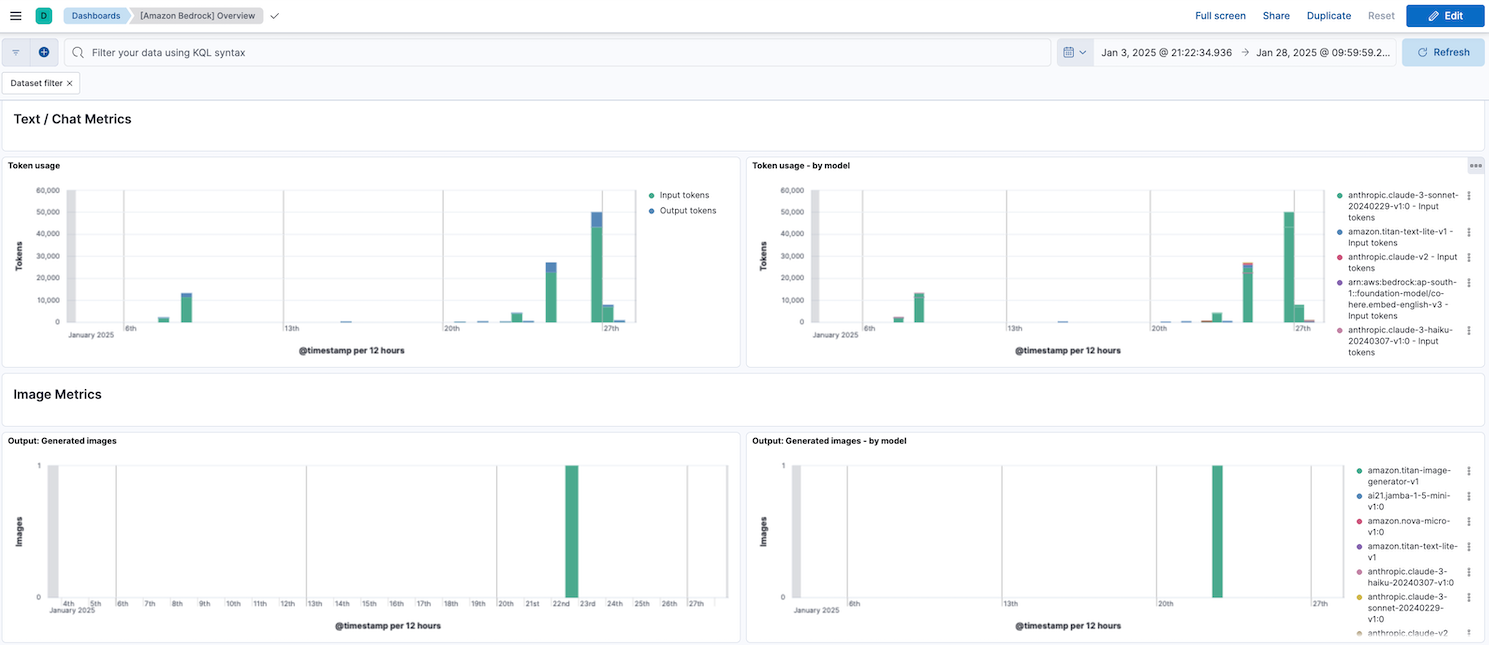 D Dashboards [Amazon Bedrock] Overview Full screen Share Duplicate Reset Edit
Filter your data using KQL syntax Jan 3, 2025 @ 21:22:34.936 → Jan 28, 2025 @ 09:59:59.2... Refresh
Dataset filter ×
Text / Chat Metrics
Token usage
60,000
50,000
40,000
30,000
20,000
10,000
0
Tokens
6th 13th 20th 27th
January 2025
@timestamp per 12 hours
Input tokens
Output tokens
Token usage - by model
60,000
50,000
40,000
30,000
20,000
10,000
0
Tokens
6th 13th 20th 27th
January 2025
@timestamp per 12 hours
anthropic.claude-3-sonnet-
20240229-v1:0 - Input
tokens
amazon.titan-text-lite-v1 -
Input tokens
anthropic.claude-v2 - Input
tokens
arn:aws:bedrock:ap-south-
1::foundation-model/co-
here.embed-english-v3 -
Input tokens
anthropic.claude-3-haiku-
20240307-v1:0 - Input
tokens
Image Metrics
Output: Generated images
1
0
Images
4th 5th 6th 7th 8th 9th 10th 11th 12th 13th 14th 15th 16th 17th 18th 19th 20th 21st 22nd 23rd 24th 25th 26th 27th
January 2025
@timestamp per 12 hours
Output: Generated images - by model
1
0
Images
6th 13th 20th 27th
January 2025
@timestamp per 12 hours
amazon.titan-image-
generator-v1
ai21.jamba-1-5-mini-
v1:0
amazon.nova-micro-
v1:0
amazon.titan-text-lite-
v1
anthropic.claude-3-
haiku-20240307-v1:0
anthropic.claude-3-
sonnet-20240229-
v1:0
anthropic.claude-v2